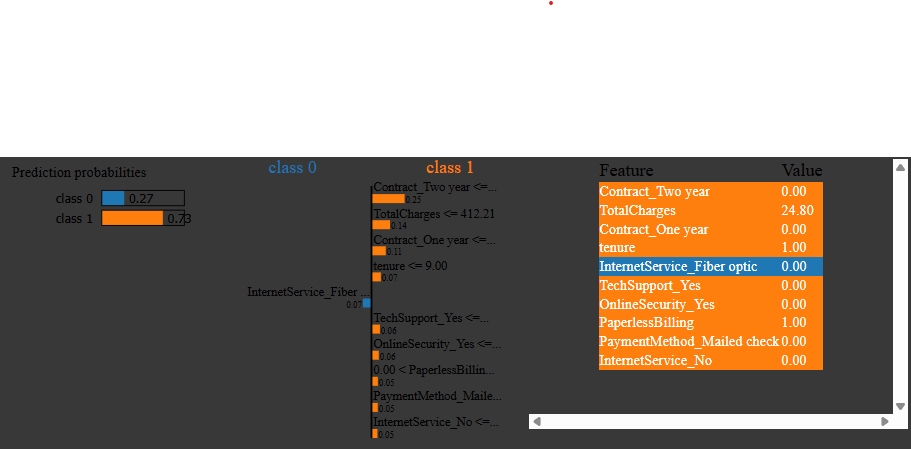 Prediction probabilities
class 0 0.27
class 1 0.73
class 0 class 1
Contract_Two year <=...
0.25
TotalCharges <= 412.21
0.14
Contract_One year <=...
0.11
tenure <= 9.00
0.07
InternetService_Fiber ...
0.07
TechSupport_Yes <=...
0.06
OnlineSecurity_Yes <=...
0.06
0.00 < PaperlessBillin...
0.05
PaymentMethod_Maile...
0.05
InternetService_No <=...
0.05
Feature Value
Contract_Two year 0.00
TotalCharges 24.80
Contract_One year 0.00
tenure 1.00
InternetService_Fiber optic 0.00
TechSupport_Yes 0.00
OnlineSecurity_Yes 0.00
PaperlessBilling 1.00
PaymentMethod_Mailed check 0.00
InternetService_No 0.00